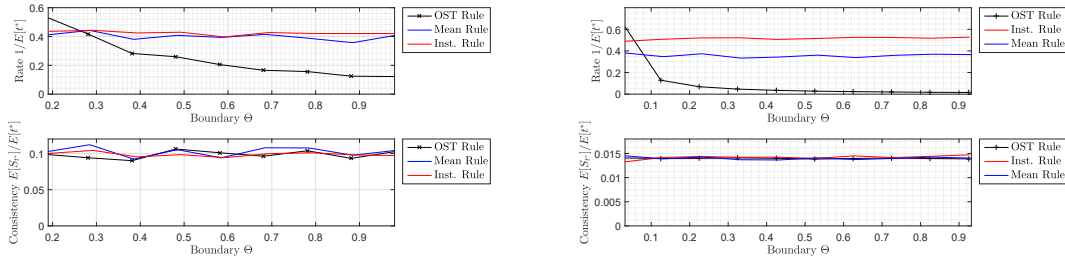 0.6
0.4
0.2
0
Rate 1/E[t*]
0.2 0.3 0.4 0.5 0.6 0.7 0.8 0.9
Boundary Θ
OST Rule
Mean Rule
Inst. Rule
0.1
0.05
0
Consistency E[S_{t*}]/E[t*]
0.2 0.3 0.4 0.5 0.6 0.7 0.8 0.9
Boundary Θ
OST Rule
Mean Rule
Inst. Rule
0.6
0.4
0.2
0
Rate 1/E[t*]
0.1 0.2 0.3 0.4 0.5 0.6 0.7 0.8 0.9
Boundary Θ
OST Rule
Inst. Rule
Mean Rule
0.015
0.01
0.005
0
Consistency E[S_{t*}]/E[t*]
0.1 0.2 0.3 0.4 0.5 0.6 0.7 0.8 0.9
Boundary Θ
OST Rule
Inst. Rule
Mean Rule